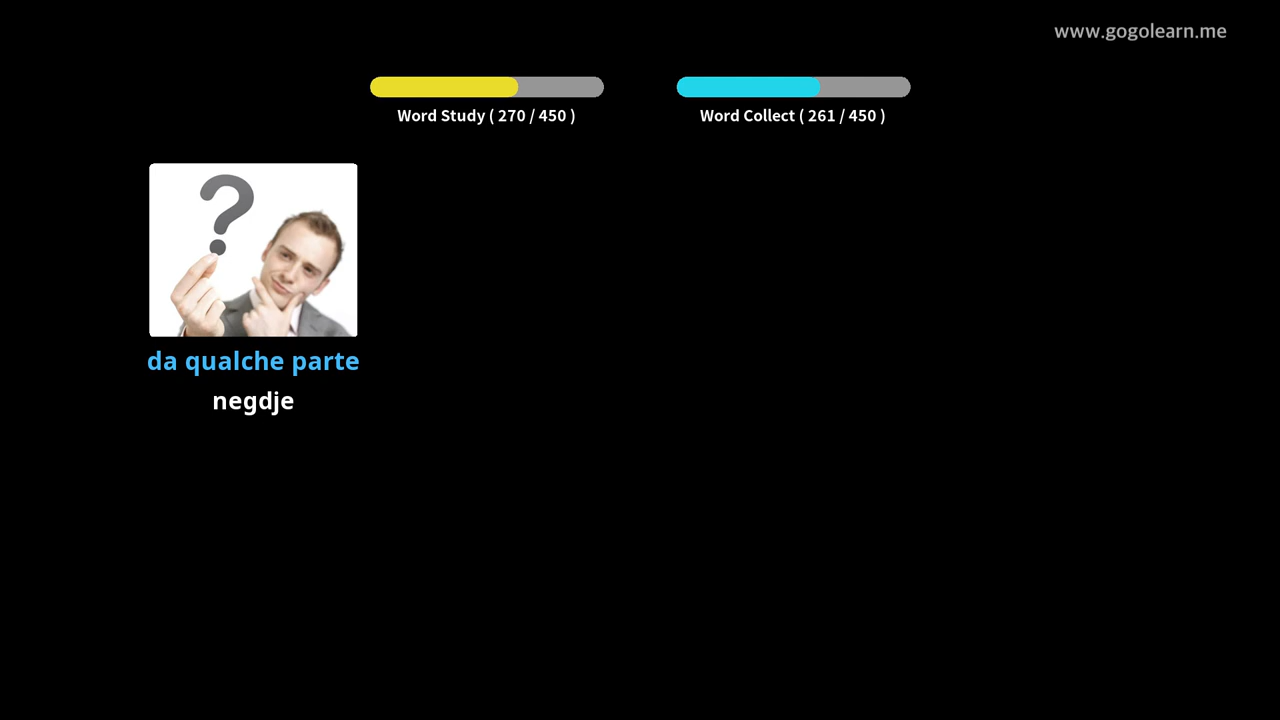 www.gogolearn.me
Word Study ( 270 / 450 )
Word Collect ( 261 / 450 )
?
da qualche parte
negdje